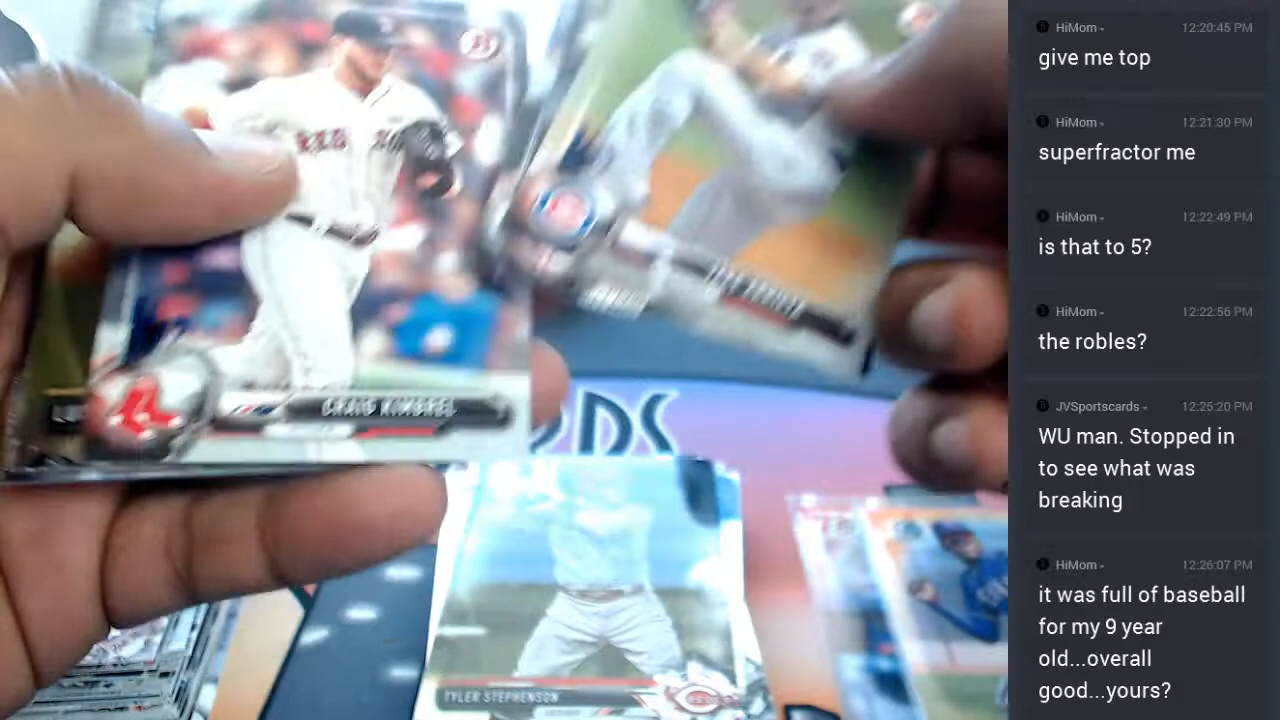 CRAIG KIMBREL
TYLER STEPHENSON
HiMom
12:20:45 PM
give me top
HiMom
12:21:30 PM
superfractor me
HiMom
12:22:49 PM
is that to 5?
HiMom
12:22:56 PM
the robles?
JVSportscards
12:25:20 PM
WU man. Stopped in
to see what was
breaking
HiMom
12:26:07 PM
it was full of baseball
for my 9 year
old...overall
good...yours?